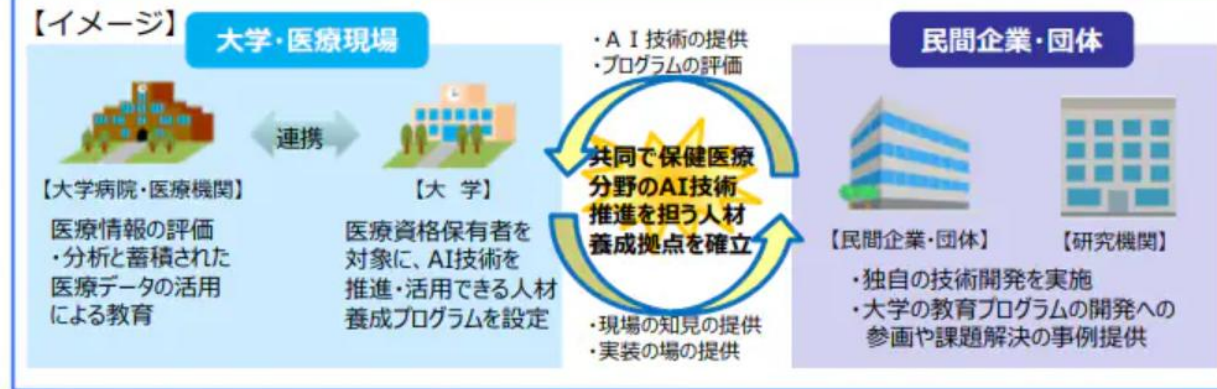 【イメージ】
大学・医療現場
【大学病院・医療機関】
連携
【大　学】
医療情報の評価
・分析と蓄積された
医療データの活用
による教育
医療資格保有者を
対象に、AI技術を
推進・活用できる人材
養成プログラムを設定
・ＡＩ技術の提供
・プログラムの評価
共同で保健医療
分野のAI技術
推進を担う人材
養成拠点を確立
・現場の知見の提供
・実装の場の提供
民間企業・団体
【民間企業・団体】
【研究機関】
・独自の技術開発を実施
・大学の教育プログラムの開発への
参画や課題解決の事例提供